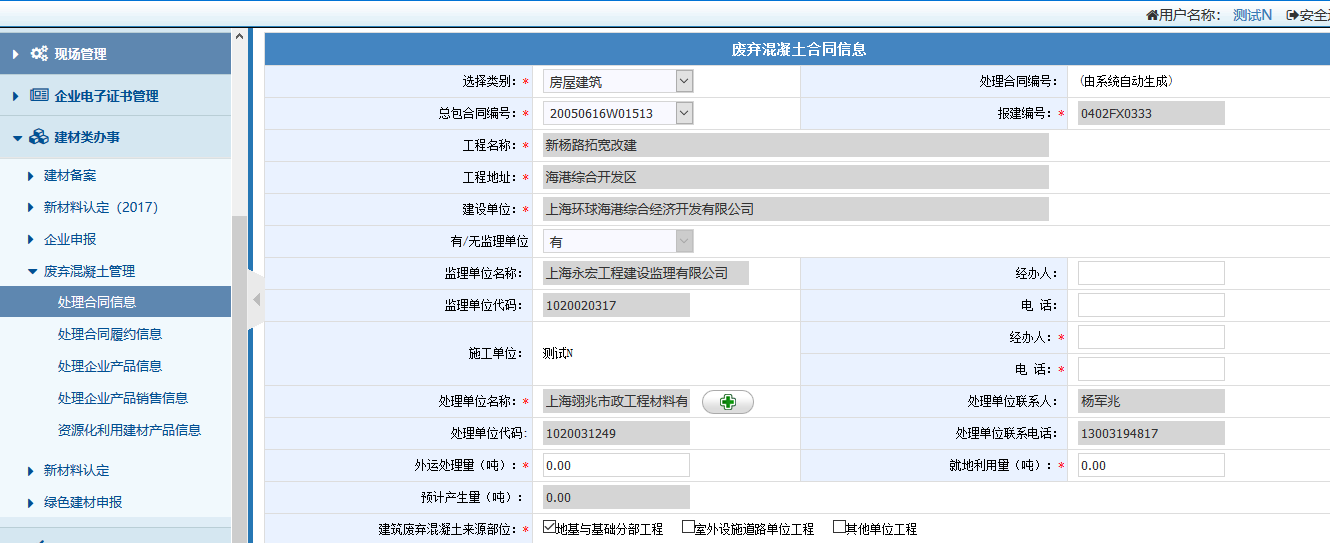 用户名称： 测试N 安全
现场管理
企业电子证书管理
建材类办事
建材备案
新材料认定（2017）
企业申报
废弃混凝土管理
处理合同信息
处理合同履约信息
处理企业产品信息
处理企业产品销售信息
资源化利用建材产品信息
新材料认定
绿色建材申报
废弃混凝土合同信息
选择类别：* 房屋建筑 处理合同编号： (由系统自动生成)
总包合同编号：* 20050616W01513 报建编号：* 0402FX0333
工程名称：* 新杨路拓宽改建
工程地址：* 海港综合开发区
建设单位：* 上海环球海港综合经济开发有限公司
有/无监理单位 有
监理单位名称： 上海永宏工程建设监理有限公司 经办人：
监理单位代码： 1020020317 电 话：
施工单位： 测试N 经办人：*
电 话：*
处理单位名称：* 上海翊兆市政工程材料有 处理单位联系人： 杨军兆
处理单位代码: 1020031249 处理单位联系电话： 13003194817
外运处理量（吨）：* 0.00 就地利用量（吨）：* 0.00
预计产生量（吨）： 0.00
建筑废弃混凝土来源部位：* 地基与基础分部工程 室外设施道路单位工程 其他单位工程